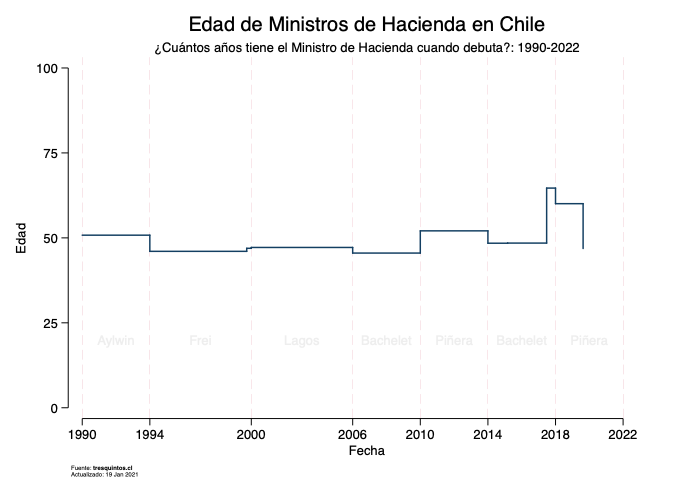 Edad de Ministros de Hacienda en Chile
¿Cuántos años tiene el Ministro de Hacienda cuando debuta?: 1990-2022
100
75
50
25
0
Edad
Aylwin Frei Lagos Bachelet Piñera Bachelet Piñera
1990 1994 2000 2006 2010 2014 2018 2022
Fecha
Fuente: tresquintos.cl
Actualizado: 19 Jan 2021